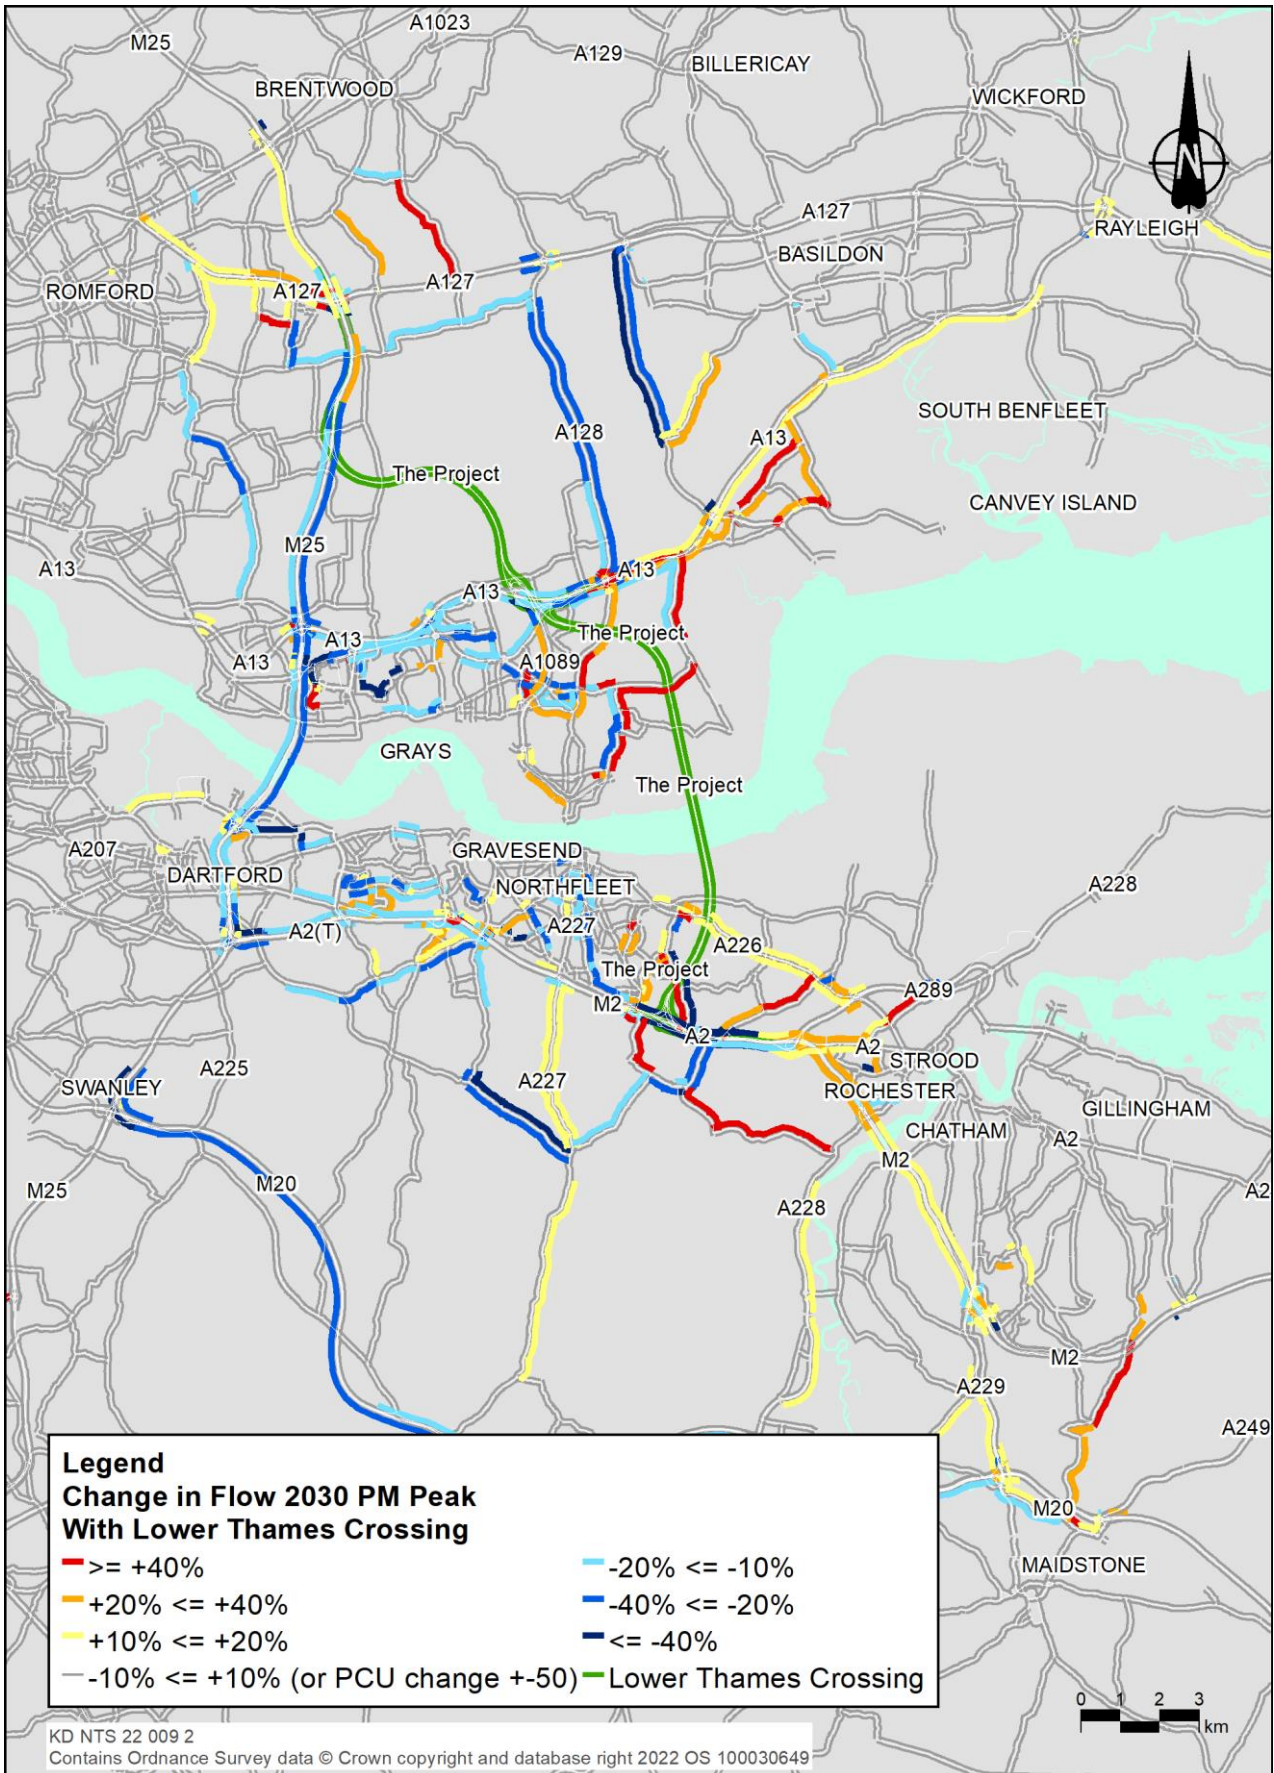 A1023
M25
A129
BILLERICAY
BRENTWOOD
WICKFORD
N
A127
RAYLEIGH
BASILDON
A127
A127
ROMFORD
SOUTH BENFLEET
A128
A13
The Project
CANVEY ISLAND
M25
A13
A13
A13
A13
The Project
A13
A1089
GRAYS
The Project
A207
GRAVESEND
DARTFORD
NORTHFLEET
A228
A227
A2(T)
A226
The Project
A289
M2
A2
A2
STROOD
A225
SWANLEY
A227
ROCHESTER
GILLINGHAM
CHATHAM
A2
M2
M25
M20
A2
A228
M2
A229
A249
M20
MAIDSTONE
Legend
Change in Flow 2030 PM Peak
With Lower Thames Crossing
>= +40%
+20% <= +40%
+10% <= +20%
-10% <= +10% (or PCU change +-50)
-20% <= -10%
-40% <= -20%
<= -40%
Lower Thames Crossing
0 1 2 3
km
KD NTS 22 009 2
Contains Ordnance Survey data © Crown copyright and database right 2022 OS 100030649